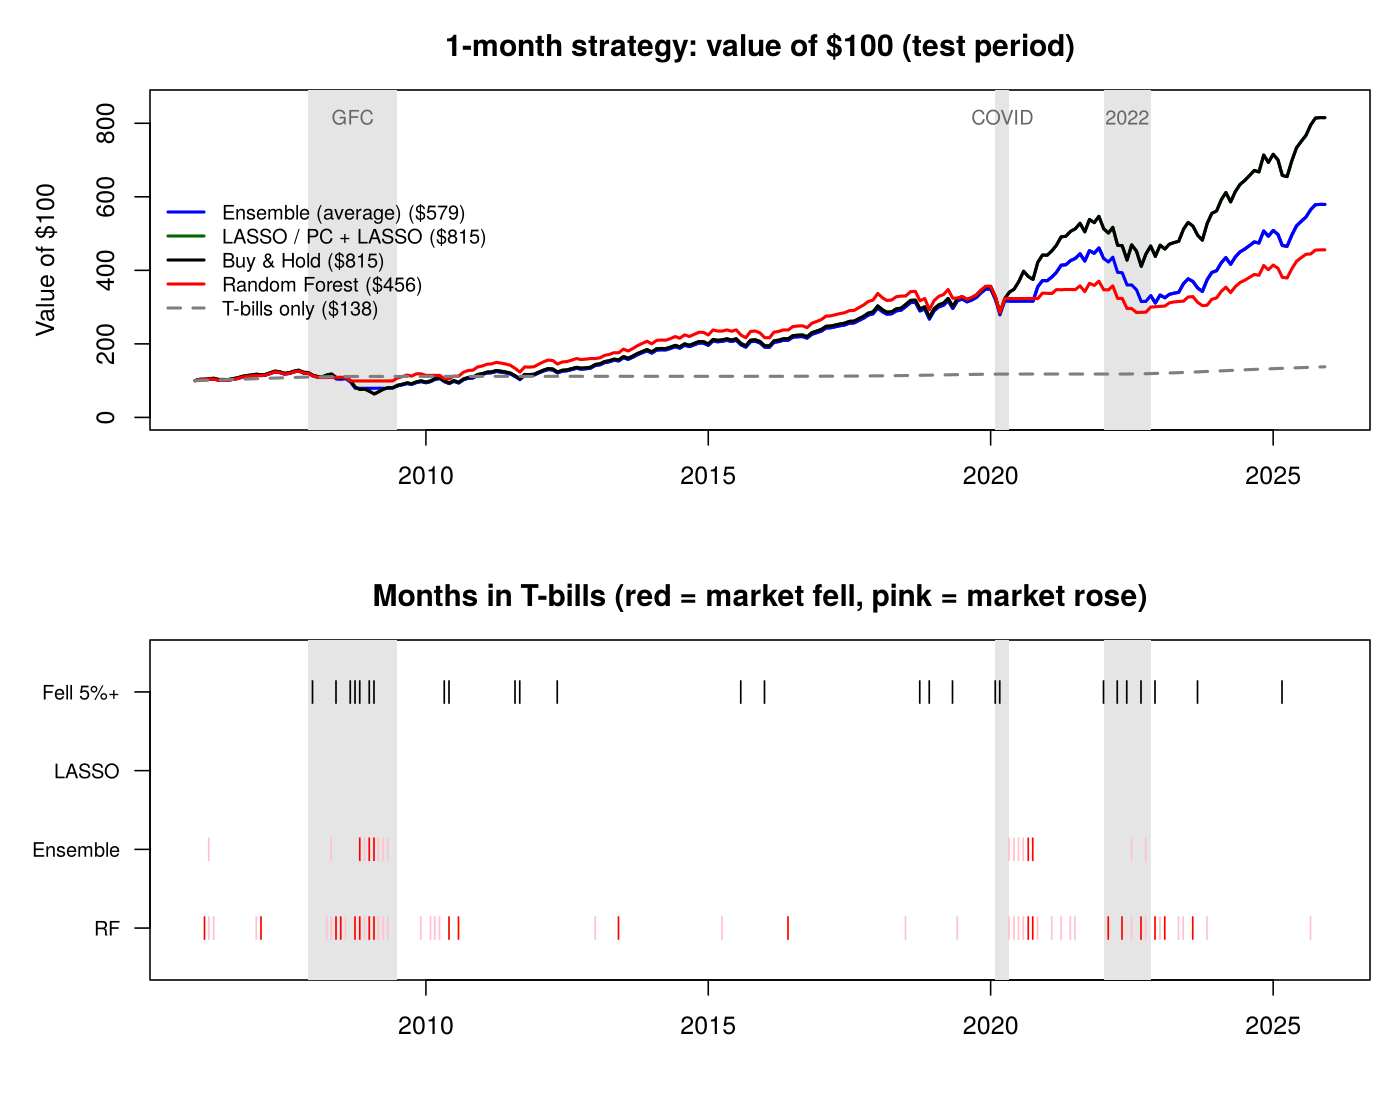 1-month strategy: value of $100 (test period)
GFC
COVID
2022
Value of $100
800
600
400
200
0
Ensemble (average) ($579)
LASSO / PC + LASSO ($815)
Buy & Hold ($815)
Random Forest ($456)
T-bills only ($138)
2010
2015
2020
2025
Months in T-bills (red = market fell, pink = market rose)
Fell 5%+
LASSO
Ensemble
RF
2010
2015
2020
2025